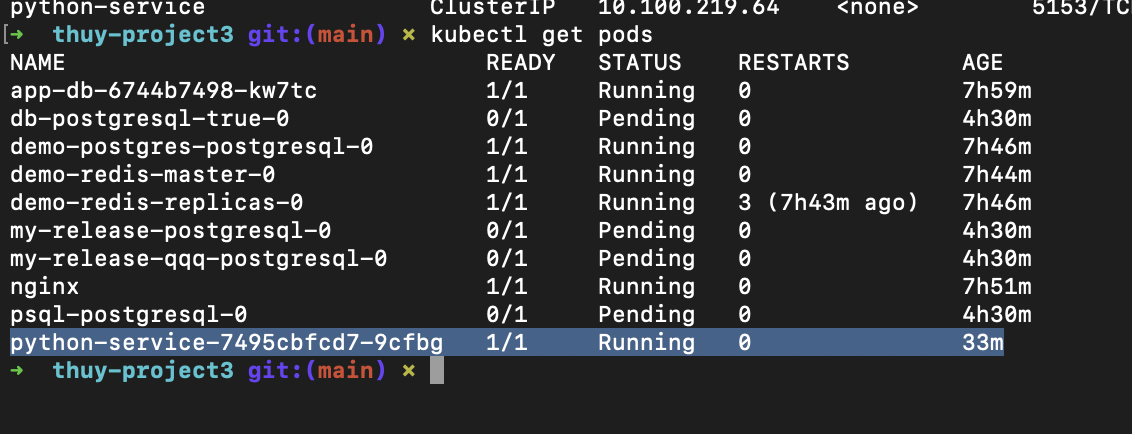 python-service ClusterIP 10.100.219.64 <none> 5153/TC
[➜ thuy-project3 git:(main) × kubectl get pods
NAME READY STATUS RESTARTS AGE
app-db-6744b7498-kw7tc 1/1 Running 0 7h59m
db-postgresql-true-0 0/1 Pending 0 4h30m
demo-postgres-postgresql-0 1/1 Running 0 7h46m
demo-redis-master-0 1/1 Running 0 7h44m
demo-redis-replicas-0 1/1 Running 3 (7h43m ago) 7h46m
my-release-postgresql-0 0/1 Pending 0 4h30m
my-release-qqq-postgresql-0 0/1 Pending 0 4h30m
nginx 1/1 Running 0 7h51m
psql-postgresql-0 0/1 Pending 0 4h30m
python-service-7495cbfcd7-9cfbg 1/1 Running 0 33m
➜ thuy-project3 git:(main) ×